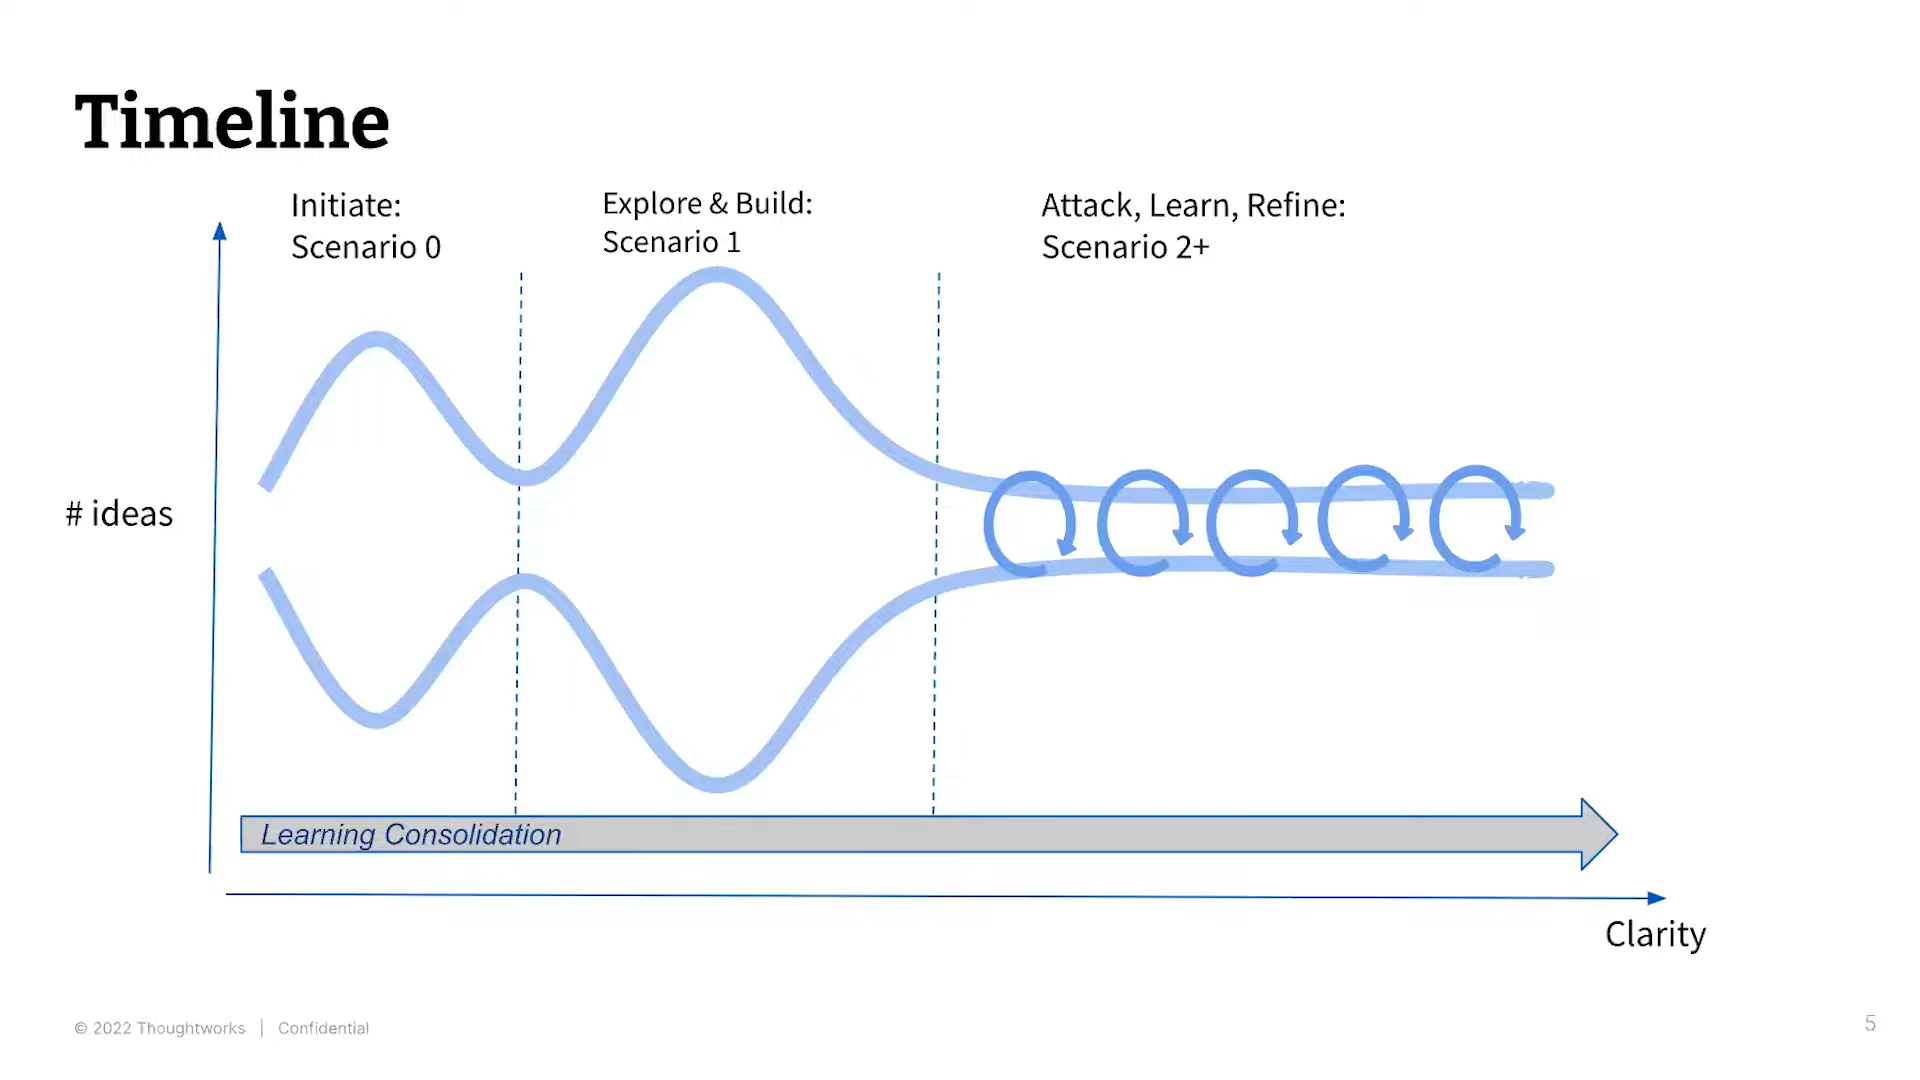 Timeline
Initiate:
Scenario 0
Explore & Build:
Scenario 1
Attack, Learn, Refine:
Scenario 2+
# ideas
Learning Consolidation
Clarity
© 2022 Thoughtworks | Confidential
5